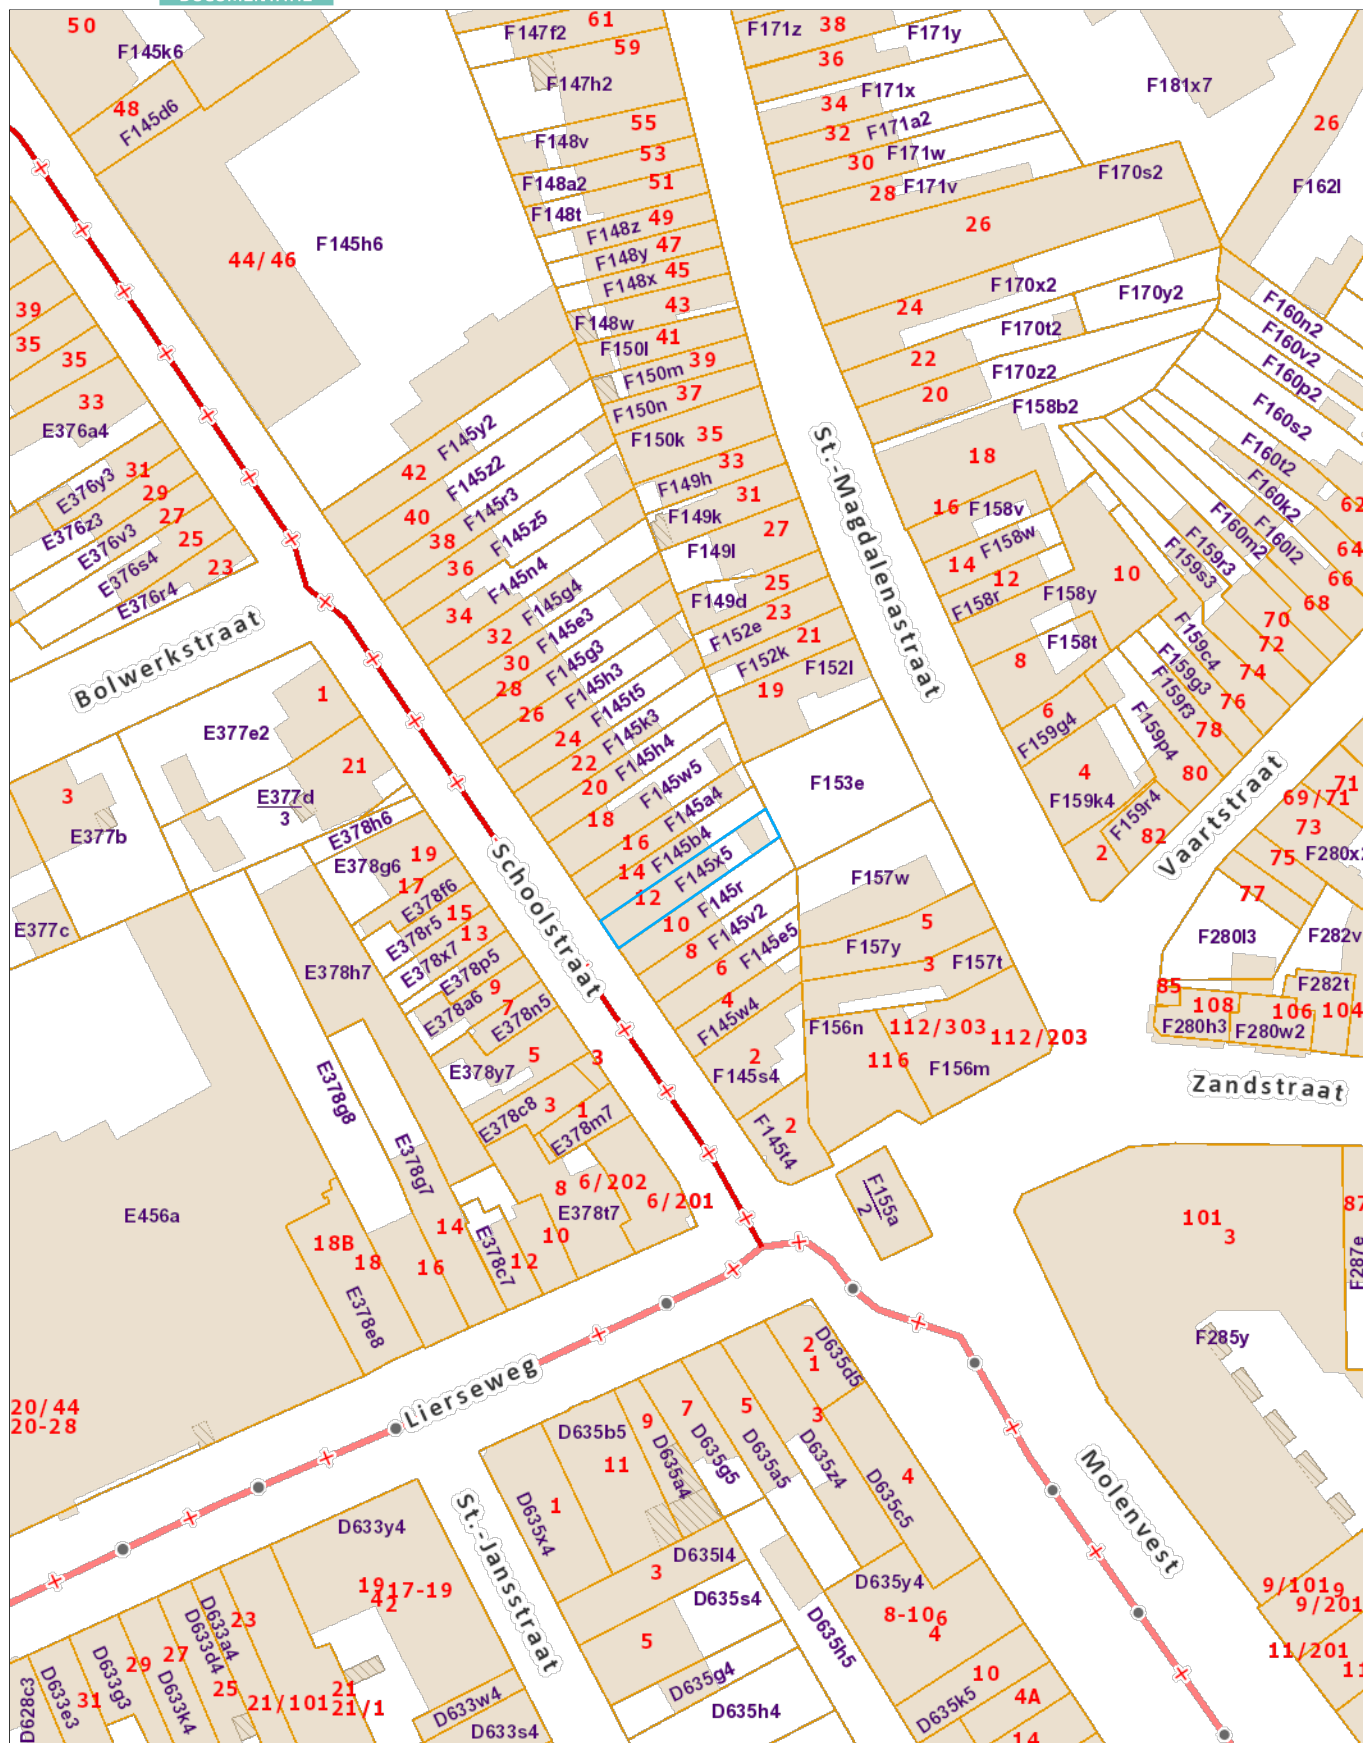 50
F145k6
48
F145d6
44/46
F145h6
61
F147f2
59
F147h2
55
F148v
53
F148a2
51
F148t
49
F148z
47
F148y
45
F148x
43
F148w
41
F150l
39
F150m
37
F150n
35
F150k
33
F149h
31
F149k
27
F149l
25
F149d
23
F152e
21
F152k
F152l
19
F153e
F171z
38
F171y
36
34
F171x
32
F171a2
30
F171w
28
F171v
26
F170s2
F181x7
26
F162l
F170x2
24
F170y2
F170t2
22
F170z2
20
F158b2
18
16
F158v
F158w
14
12
F158r
F158y
10
F158t
8
6
F159g4
4
F159k4
2
F159r4
82
F159p4
80
F159f3
78
F159g3
76
F159c4
74
72
70
F159s3
F159r3
68
F160m2
F160l2
66
F160k2
64
F160t2
62
F160s2
F160p2
F160v2
F160n2
39
35
35
33
E376a4
E376y3
31
29
E376z3
27
E376v3
25
E376s4
23
E376r4
Bolwerkstraat
St.-Magdalenastraat
Schoolstraat
Vaartstraat
42
F145y2
F145z2
40
F145r3
38
F145z5
36
F145n4
34
F145g4
32
F145e3
30
F145g3
28
F145h3
26
F145t5
24
F145k3
22
F145h4
20
F145w5
18
F145a4
16
F145b4
14
F145x5
12
F145r
10
F145v2
8
F145e5
6
4
F145w4
2
F145s4
2
F145t4
1
E377e2
21
E377d
3
3
E377b
E377c
E378h6
E378g6
19
17
E378f6
15
E378r5
13
E378x7
E378p5
9
E378a6
7
E378n5
5
E378y7
3
E378c8
3
1
E378m7
E378h7
E378g8
E378g7
8
6/202
6/201
E378t7
10
12
E378c7
14
16
18
18B
E378e8
E456a
20/44
20-28
F157w
5
F157y
3
F157t
F156n
112/303
112/203
116
F156m
F155a
2
71
69/71
73
75
77
F280l3
F282v
F282t
85
108
106
104
F280h3
F280w2
Zandstraat
101
3
87
F287e
F285y
Lierseweg
Molenvest
St.-Jansstraat
2
1
D635d5
3
5
D635z4
D635a5
7
D635g5
9
D635a4
D635b5
11
1
D635x4
4
D635c5
3
D635l4
D635s4
5
D635g4
D635h4
D635h5
D635y4
8-10
6
4
10
D635k5
4A
14
D633y4
19
17-19
42
23
D633a4
D633d4
27
25
D633k4
29
D633g3
31
D633e3
D628c3
21/101
21
21/1
D633w4
D633s4
9/101
9
9/201
11/201